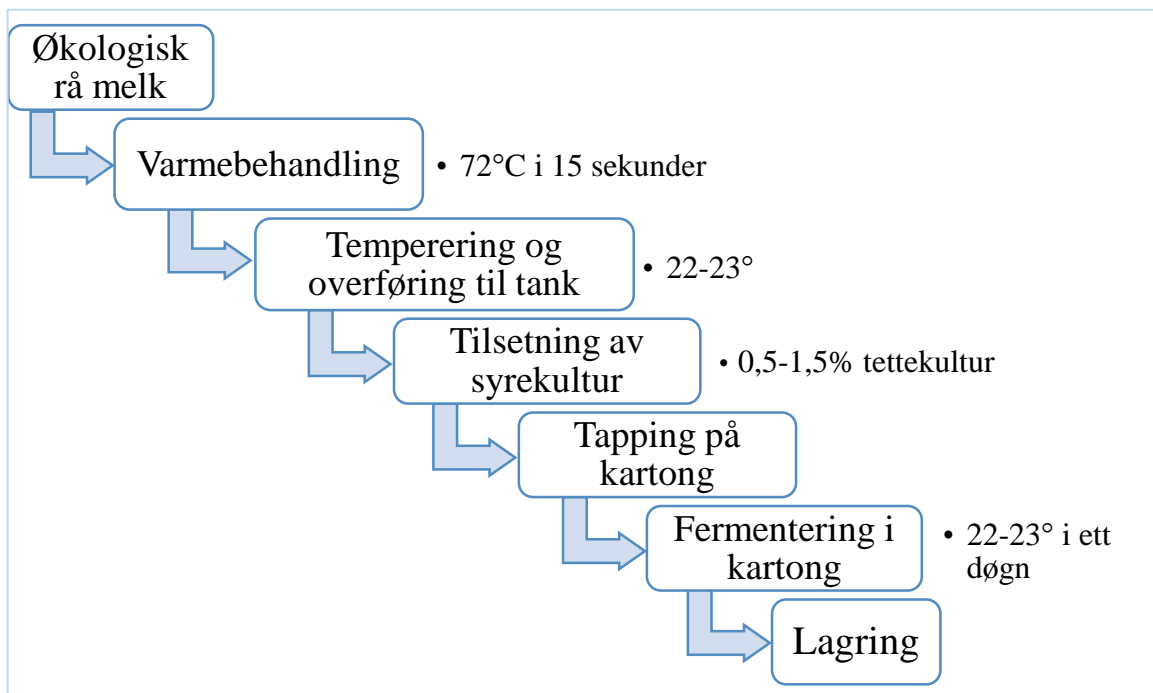 Økologisk
rå melk
Varmebehandling
• 72°C i 15 sekunder
Temperering og
overføring til tank
• 22-23°
Tilsetning av
syrekultur
• 0,5-1,5% tettekultur
Tapping på
kartong
Fermentering i
kartong
• 22-23° i ett
døgn
Lagring